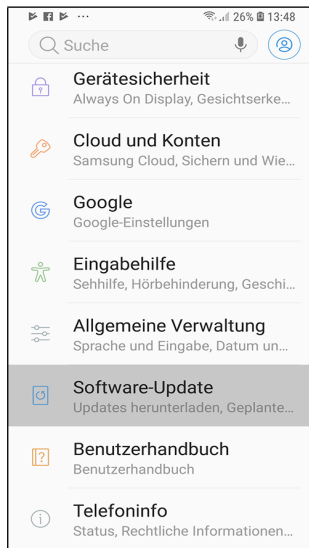 26% 13:48
Suche
Gerätesicherheit
Always On Display, Gesichtserke...
Cloud und Konten
Samsung Cloud, Sichern und Wie...
Google
Google-Einstellungen
Eingabehilfe
Sehhilfe, Hörbehinderung, Geschi...
Allgemeine Verwaltung
Sprache und Eingabe, Datum un...
Software-Update
Updates herunterladen, Geplante...
Benutzerhandbuch
Benutzerhandbuch
Telefoninfo
Status, Rechtliche Informationen...